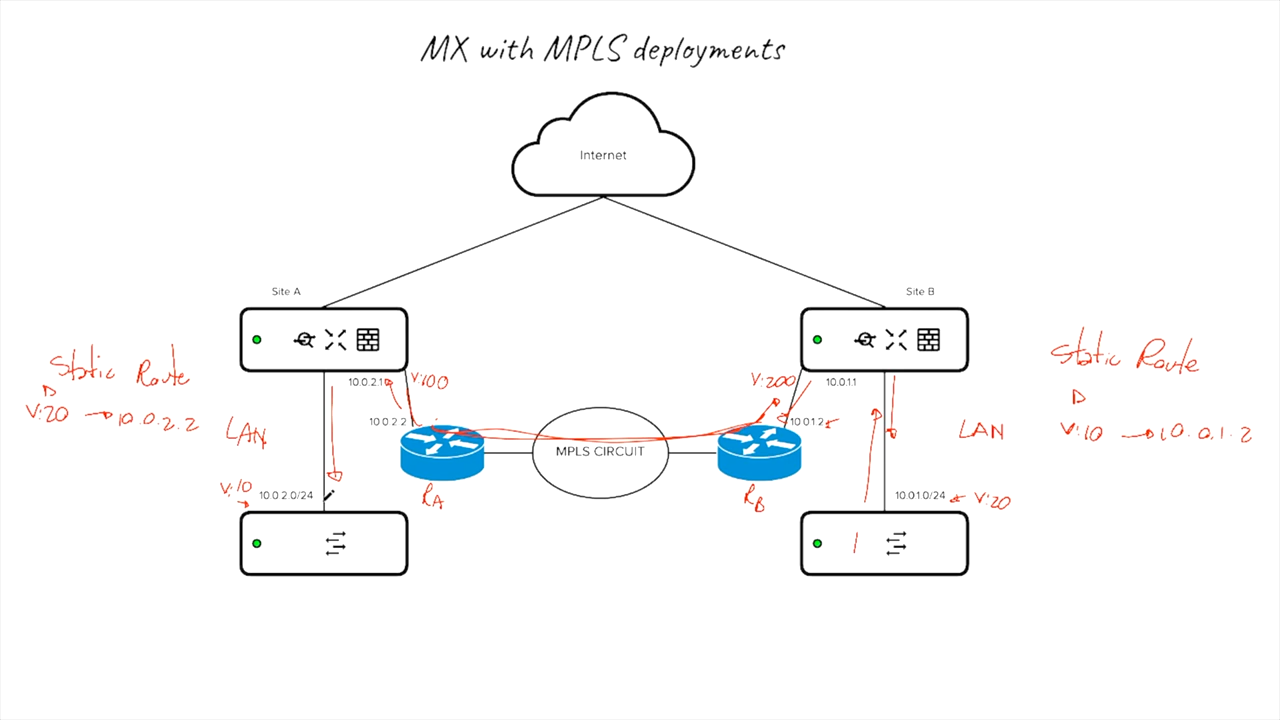 MX with MPLS deployments
Internet
Site A
Site B
Static Route
V:20 → 10.0.2.2
LAN
10.0.2.1
V:100
10.0.2.2
V:10
10.0.2.0/24
RA
MPLS CIRCUIT
V:200
10.0.1.1
10.0.1.2
RB
LAN
10.0.1.0/24
V:20
Static Route
V:10 → 10.0.1.2